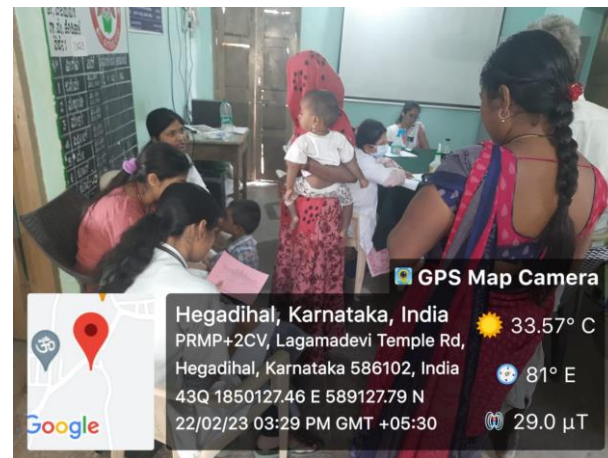 GPS Map Camera
Hegadihal, Karnataka, India
PRMP+2CV, Lagamadevi Temple Rd,
Hegadihal, Karnataka 586102, India
43Q 1850127.46 E 589127.79 N
22/02/23 03:29 PM GMT +05:30
33.57° C
81° E
29.0 μT
ॐ
Google